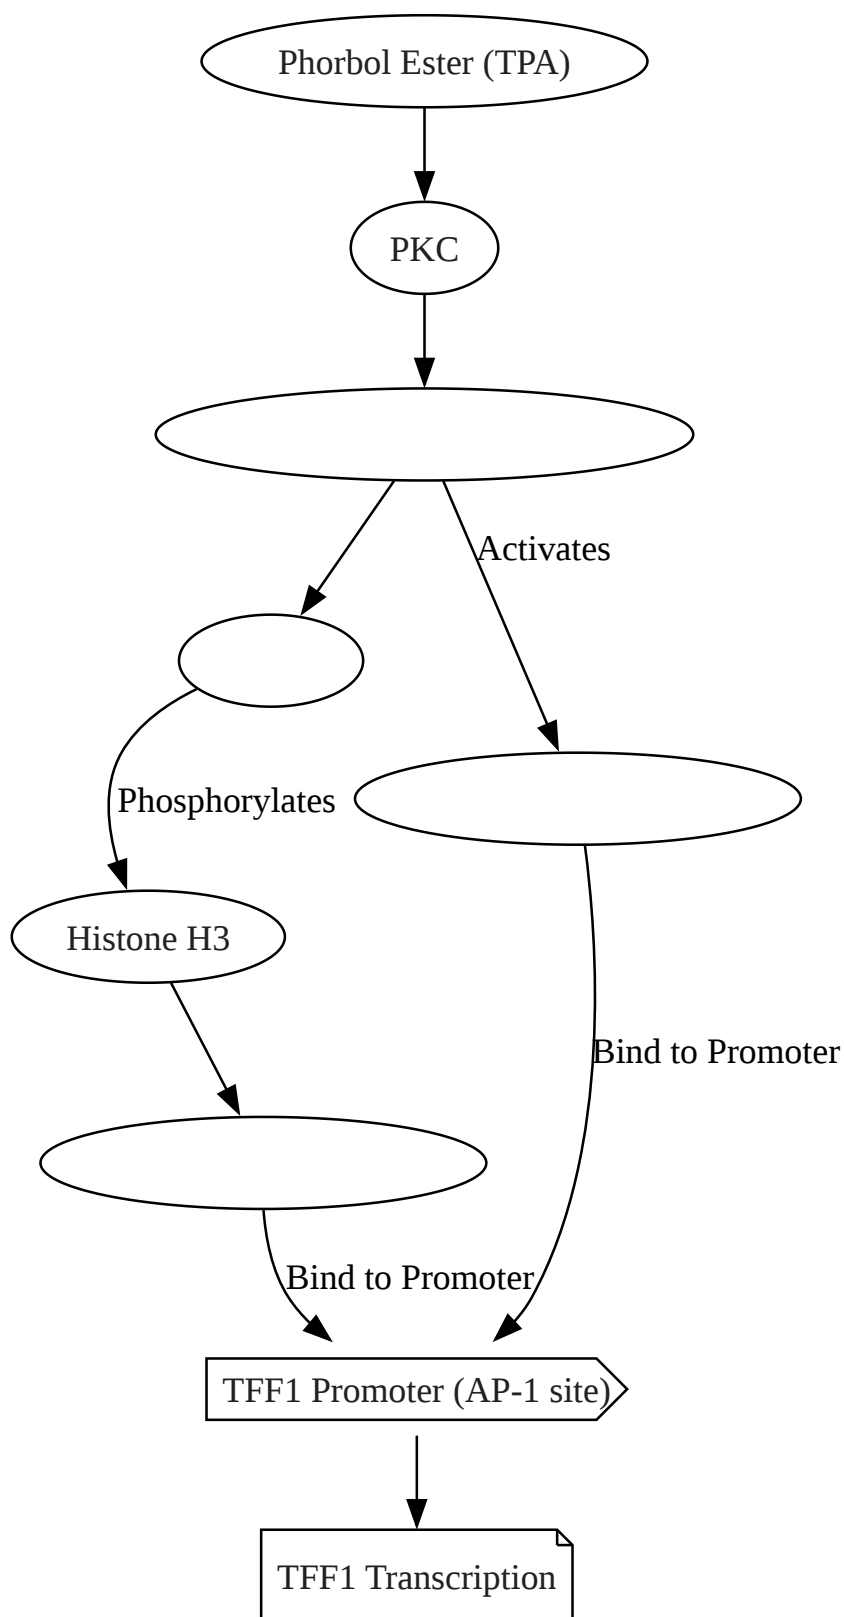 Phorbol Ester (TPA)
PKC
Activates
Phosphorylates
Histone H3
Bind to Promoter
Bind to Promoter
TFF1 Promoter (AP-1 site)
TFF1 Transcription